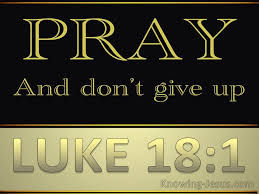 PRAY
And don't give up
LUKE 18:1
Knowing-Jesus.com